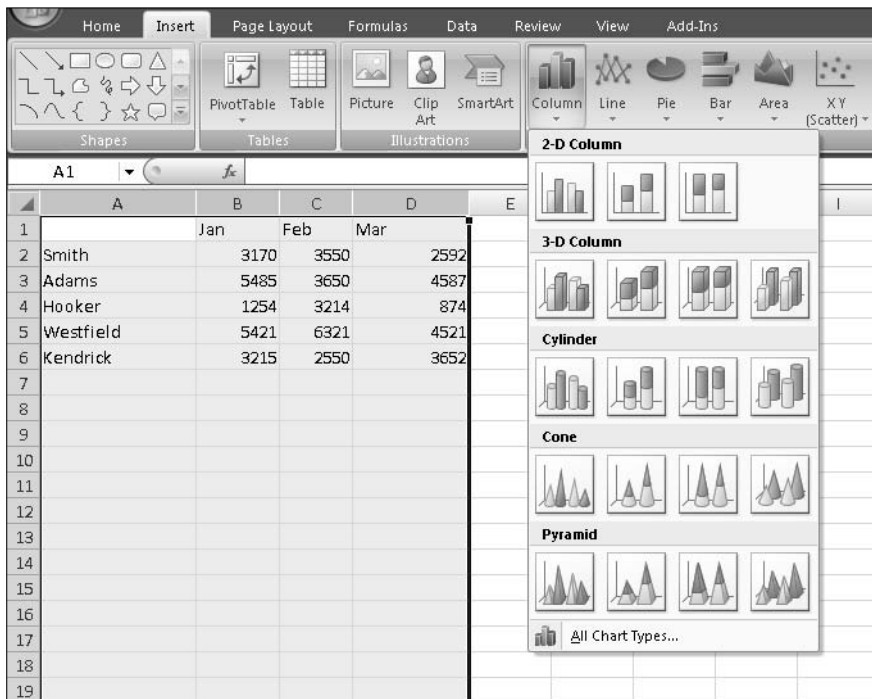 Home Insert Page Layout Formulas Data Review View Add-Ins
PivotTable Table Picture Clip Art SmartArt Column Line Pie Bar Area X Y (Scatter)
Shapes Tables Illustrations
A1 fx
A B C D E I
1 Jan Feb Mar
2 Smith 3170 3550 2592
3 Adams 5485 3650 4587
4 Hooker 1254 3214 874
5 Westfield 5421 6321 4521
6 Kendrick 3215 2550 3652
7
8
9
10
11
12
13
14
15
16
17
18
19
2-D Column
3-D Column
Cylinder
Cone
Pyramid
All Chart Types...